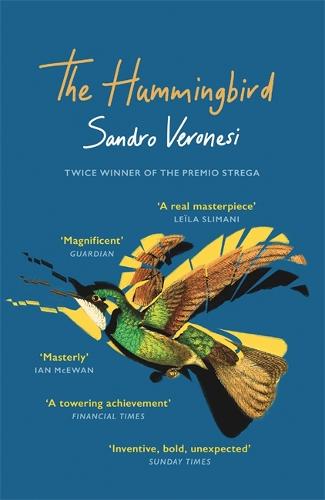 The Hummingbird
Sandro Veronesi
TWICE WINNER OF THE PREMIO STREGA
‘A real masterpiece’
LEÏLA SLIMANI
‘Magnificent’
GUARDIAN
‘Masterly’
IAN McEWAN
‘A towering achievement’
FINANCIAL TIMES
‘Inventive, bold, unexpected’
SUNDAY TIMES